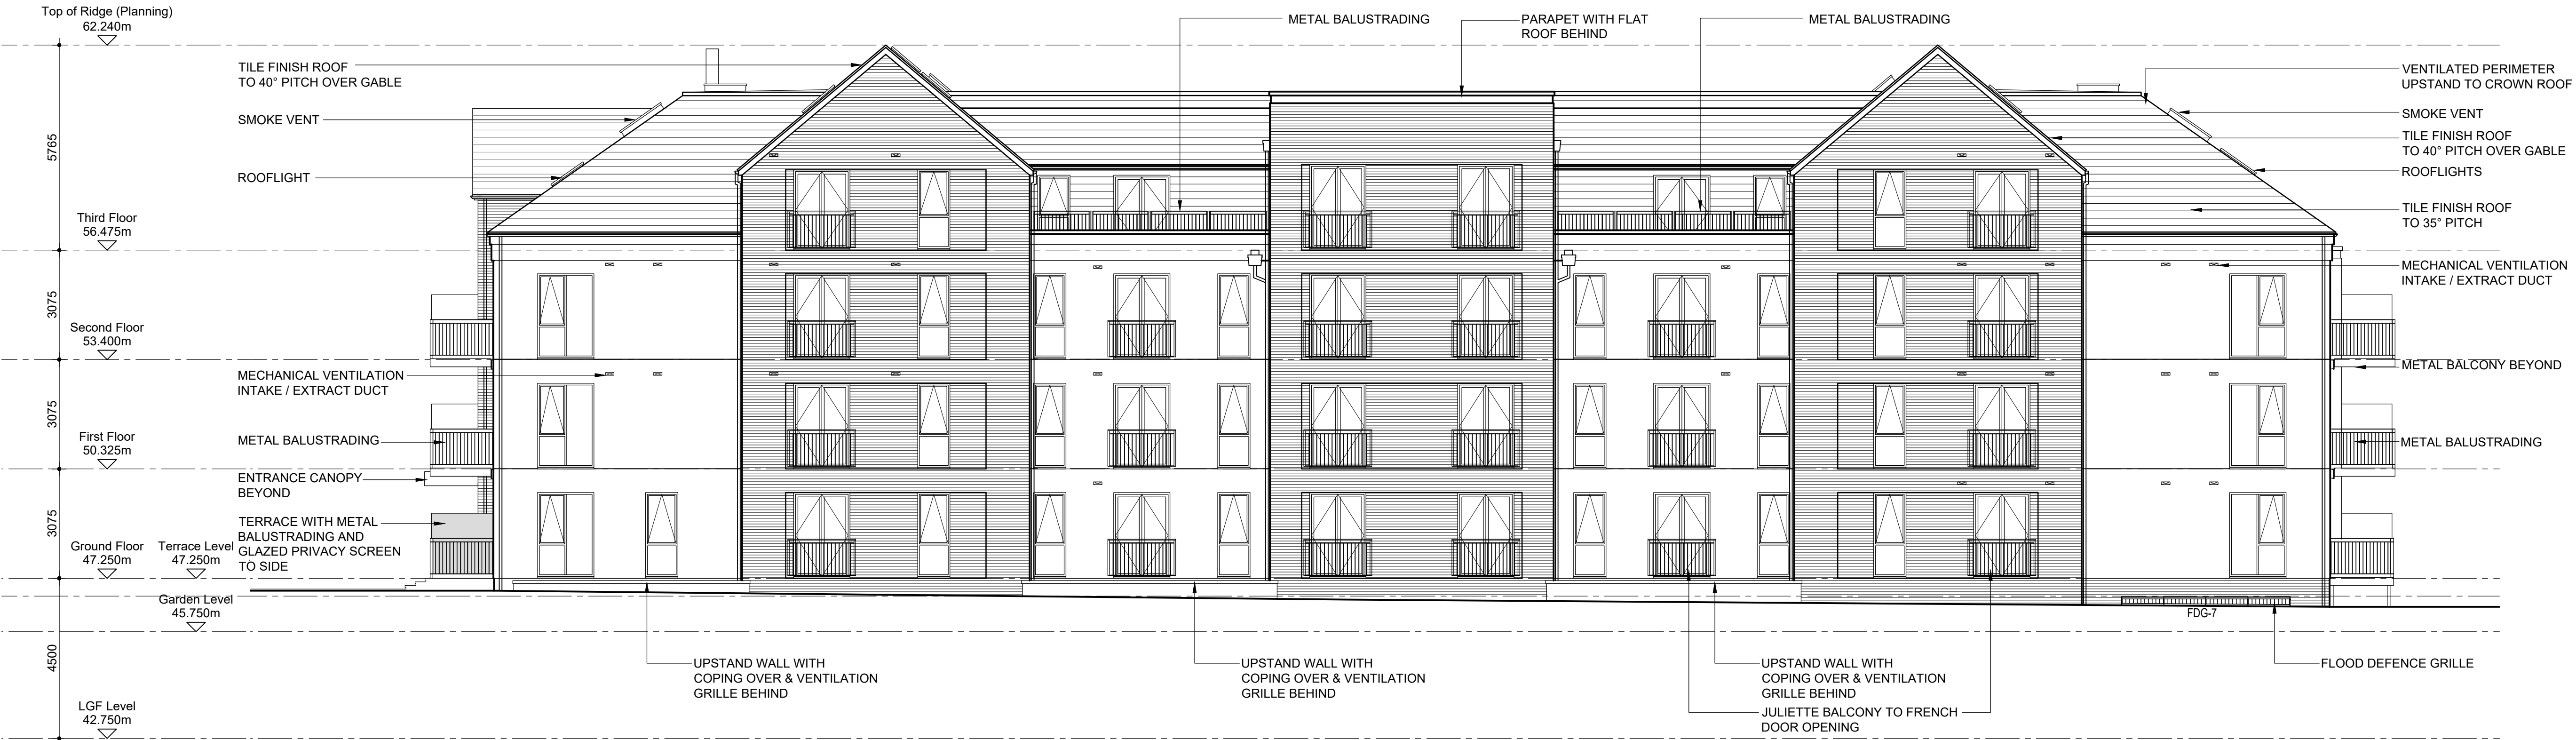 Top of Ridge (Planning)
62.240m
5765
Third Floor
56.475m
3075
Second Floor
53.400m
3075
First Floor
50.325m
3075
Ground Floor
47.250m
Terrace Level
47.250m
Garden Level
45.750m
4500
LGF Level
42.750m
TILE FINISH ROOF
TO 40° PITCH OVER GABLE
SMOKE VENT
ROOFLIGHT
MECHANICAL VENTILATION
INTAKE / EXTRACT DUCT
METAL BALUSTRADING
ENTRANCE CANOPY
BEYOND
TERRACE WITH METAL
BALUSTRADING AND
GLAZED PRIVACY SCREEN
TO SIDE
METAL BALUSTRADING
PARAPET WITH FLAT
ROOF BEHIND
METAL BALUSTRADING
VENTILATED PERIMETER
UPSTAND TO CROWN ROOF
SMOKE VENT
TILE FINISH ROOF
TO 40° PITCH OVER GABLE
ROOFLIGHTS
TILE FINISH ROOF
TO 35° PITCH
MECHANICAL VENTILATION
INTAKE / EXTRACT DUCT
METAL BALCONY BEYOND
METAL BALUSTRADING
FDG-7
UPSTAND WALL WITH
COPING OVER & VENTILATION
GRILLE BEHIND
UPSTAND WALL WITH
COPING OVER & VENTILATION
GRILLE BEHIND
UPSTAND WALL WITH
COPING OVER & VENTILATION
GRILLE BEHIND
JULIETTE BALCONY TO FRENCH
DOOR OPENING
FLOOD DEFENCE GRILLE